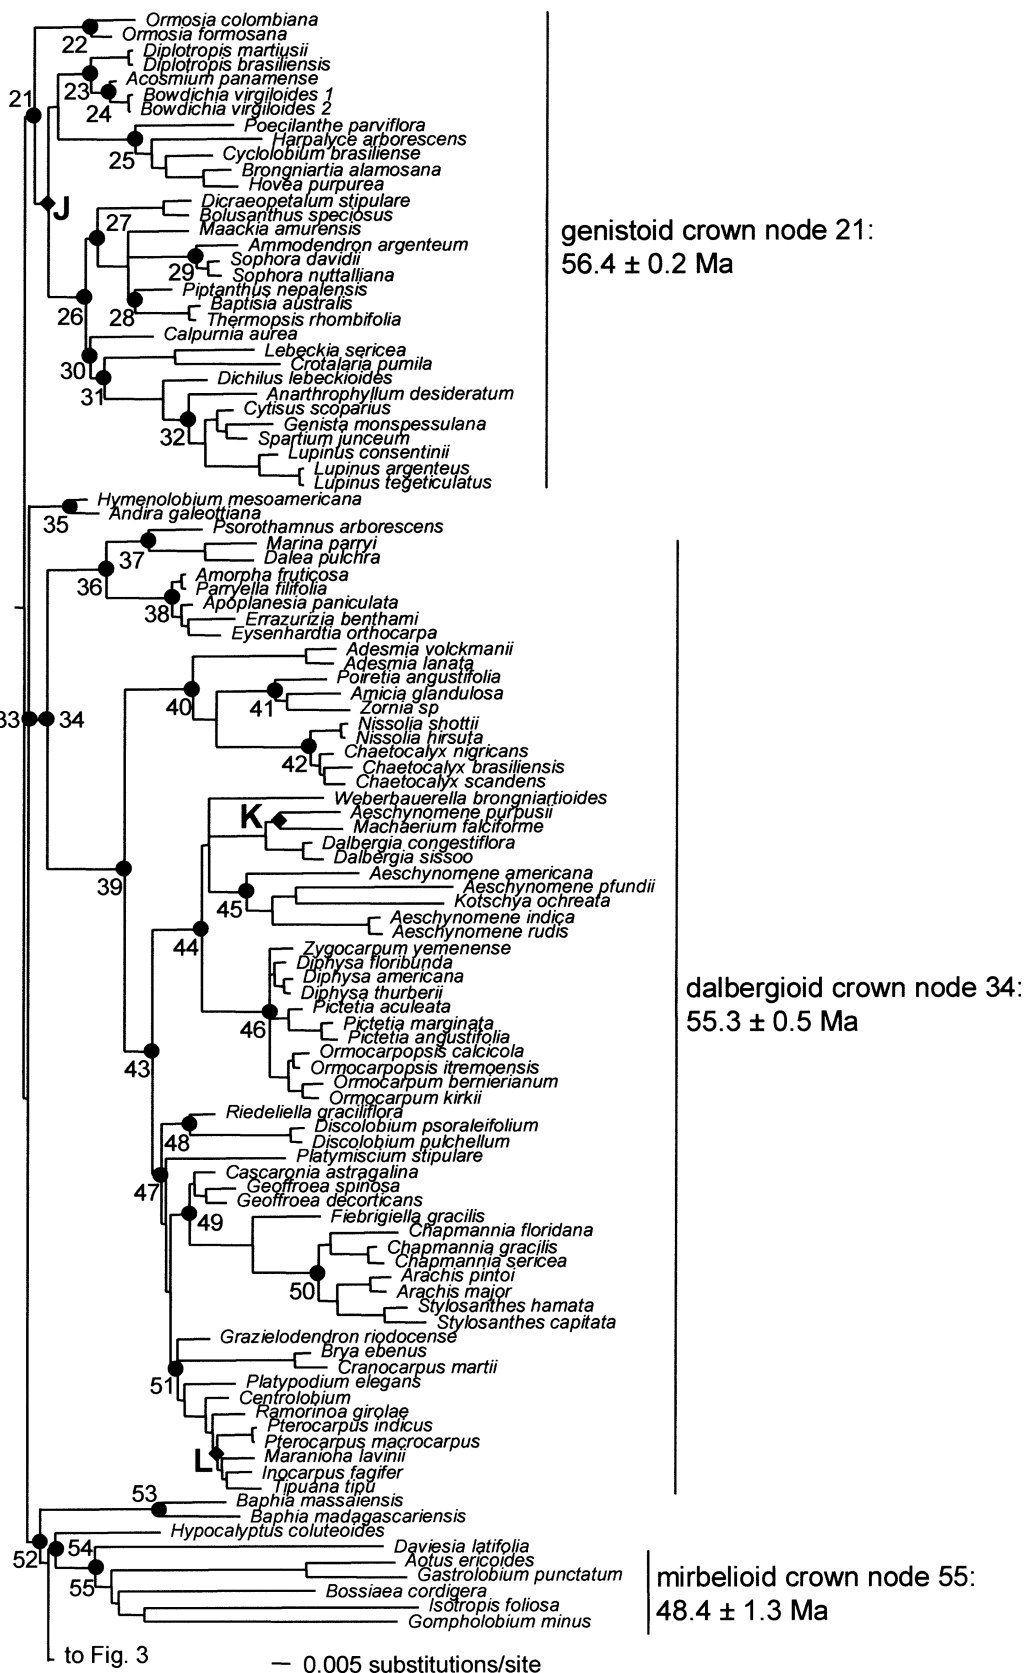 Ormosia colombiana
Ormosia formosana
22
Diplotropis martiusii
Diplotropis brasiliensis
Acosmium panamense
23
21
Bowdichia virgiloides 1
24
Bowdichia virgiloides 2
Poecilanthe parviflora
Harpalyce arborescens
Cyclolobium brasiliense
25
Brongniartia alamosana
Hovea purpurea
Dicraeopetalum stipulare
J
Bolusanthus speciosus
27
Maackia amurensis
genistoid crown node 21:
56.4 ± 0.2 Ma
Ammodendron argenteum
Sophora davidii
29
Sophora nuttalliana
Piptanthus nepalensis
Baptisia australis
26
28
Thermopsis rhombifolia
Calpurnia aurea
Lebeckia sericea
30
Crotalaria pumila
Dichilus lebeckioides
31
Anarthrophyllum desideratum
Cytisus scoparius
Genista monspessulana
32
Spartium junceum
Lupinus consentinii
Lupinus argenteus
Lupinus tegeticulatus
Hymenolobium mesoamericana
Andira galeottiana
35
Psorothamnus arborescens
Marina parryi
37
Dalea pulchra
36
Amorpha fruticosa
Parryella filifolia
Apoplanesia paniculata
38
Errazurizia benthami
Eysenhardtia orthocarpa
Adesmia volckmanii
Adesmia lanata
Poiretia angustifolia
Amicia glandulosa
40
41
Zornia sp
33
34
Nissolia shottii
Nissolia hirsuta
Chaetocalyx nigricans
42
Chaetocalyx brasiliensis
Chaetocalyx scandens
Weberbauerella brongniartioides
K
Aeschynomene purpusii
Machaerium falciforme
Dalbergia congestiflora
Dalbergia sissoo
Aeschynomene americana
39
Aeschynomene pfundii
Kotschya ochreata
45
Aeschynomene indica
Aeschynomene rudis
44
Zygocarpum yemenense
Diphysa floribunda
Diphysa americana
dalbergioid crown node 34:
55.3 ± 0.5 Ma
Diphysa thurberii
Pictetia aculeata
46
Pictetia marginata
Pictetia angustifolia
Ormocarpopsis calcicola
43
Ormocarpopsis itremoensis
Ormocarpum bernierianum
Ormocarpum kirkii
Riedeliella graciliflora
Discolobium psoraleifolium
48
Discolobium pulchellum
Platymiscium stipulare
Cascaronia astragalina
47
Geoffroea spinosa
Geoffroea decorticans
49
Fiebrigiella gracilis
Chapmannia floridana
Chapmannia gracilis
Chapmannia sericea
Arachis pintoi
50
Arachis major
Stylosanthes hamata
Stylosanthes capitata
Grazielodendron riodocense
Brya ebenus
Cranocarpus martii
51
Platypodium elegans
Centrolobium
Ramorinoa girolae
Pterocarpus indicus
Pterocarpus macrocarpus
L
Maraniona lavinii
Inocarpus fagifer
Tipuana tipu
53
Baphia massaiensis
Baphia madagascariensis
Hypocalyptus coluteoides
52
54
Daviesia latifolia
Aotus ericoides
55
Gastrolobium punctatum
Bossiaea cordigera
mirbelioid crown node 55:
48.4 ± 1.3 Ma
Isotropis foliosa
Gompholobium minus
to Fig. 3
0.005 substitutions/site